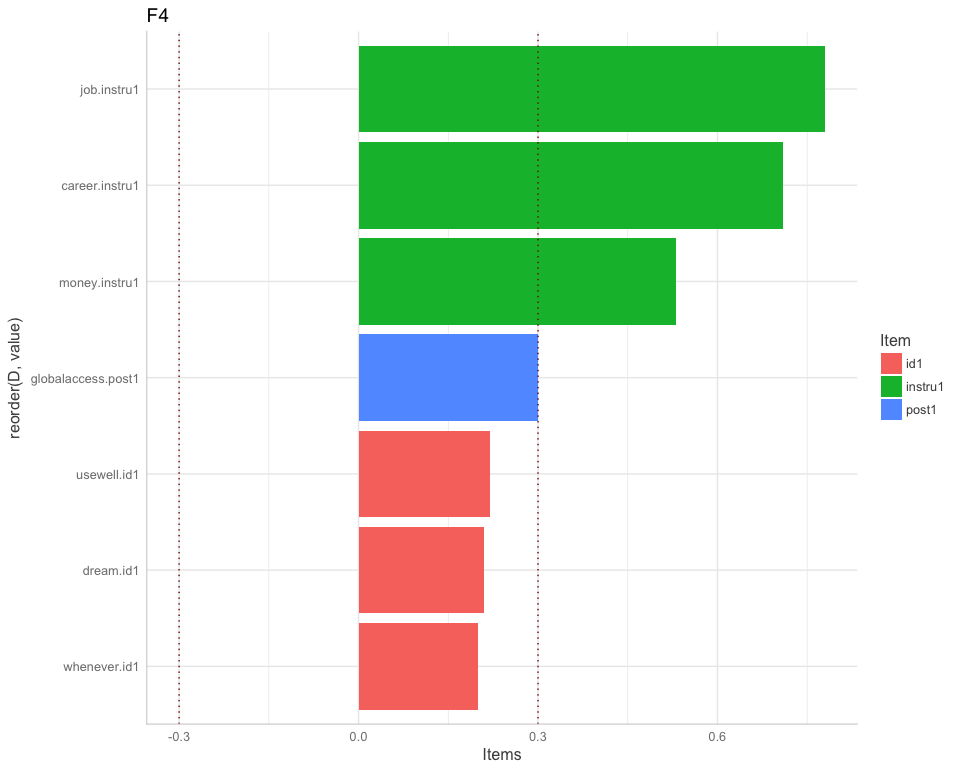 F4
job.instru1
career.instru1
money.instru1
globalaccess.post1
usewell.id1
dream.id1
whenever.id1
reorder(D, value)
-0.3
0.0
0.3
0.6
Items
Item
id1
instru1
post1